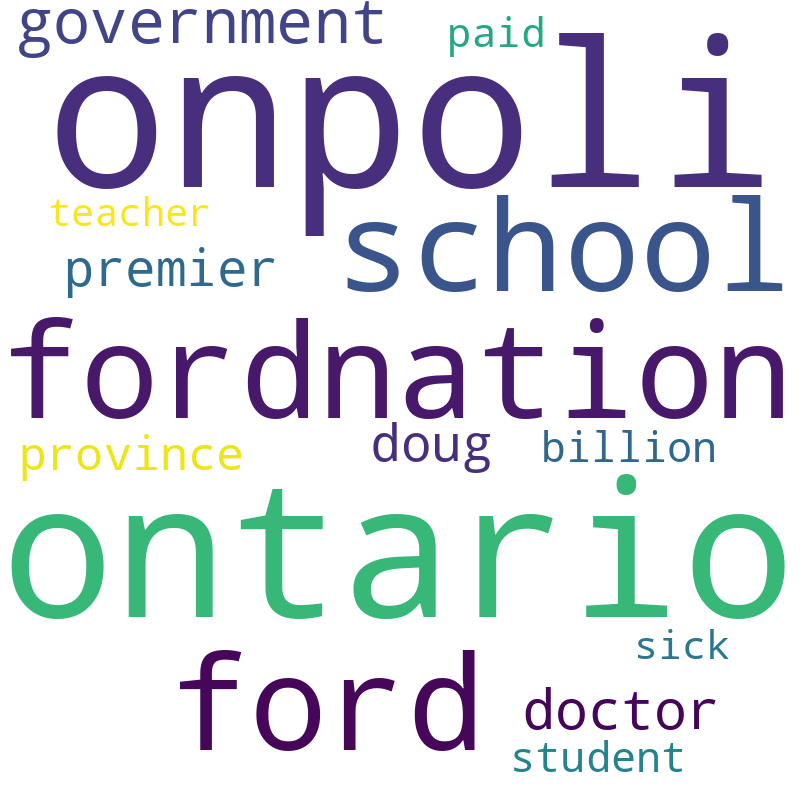 government paid
onpoli
teacher
school
premier
fordnation
province doug billion
ontario
sick
ford
doctor
student